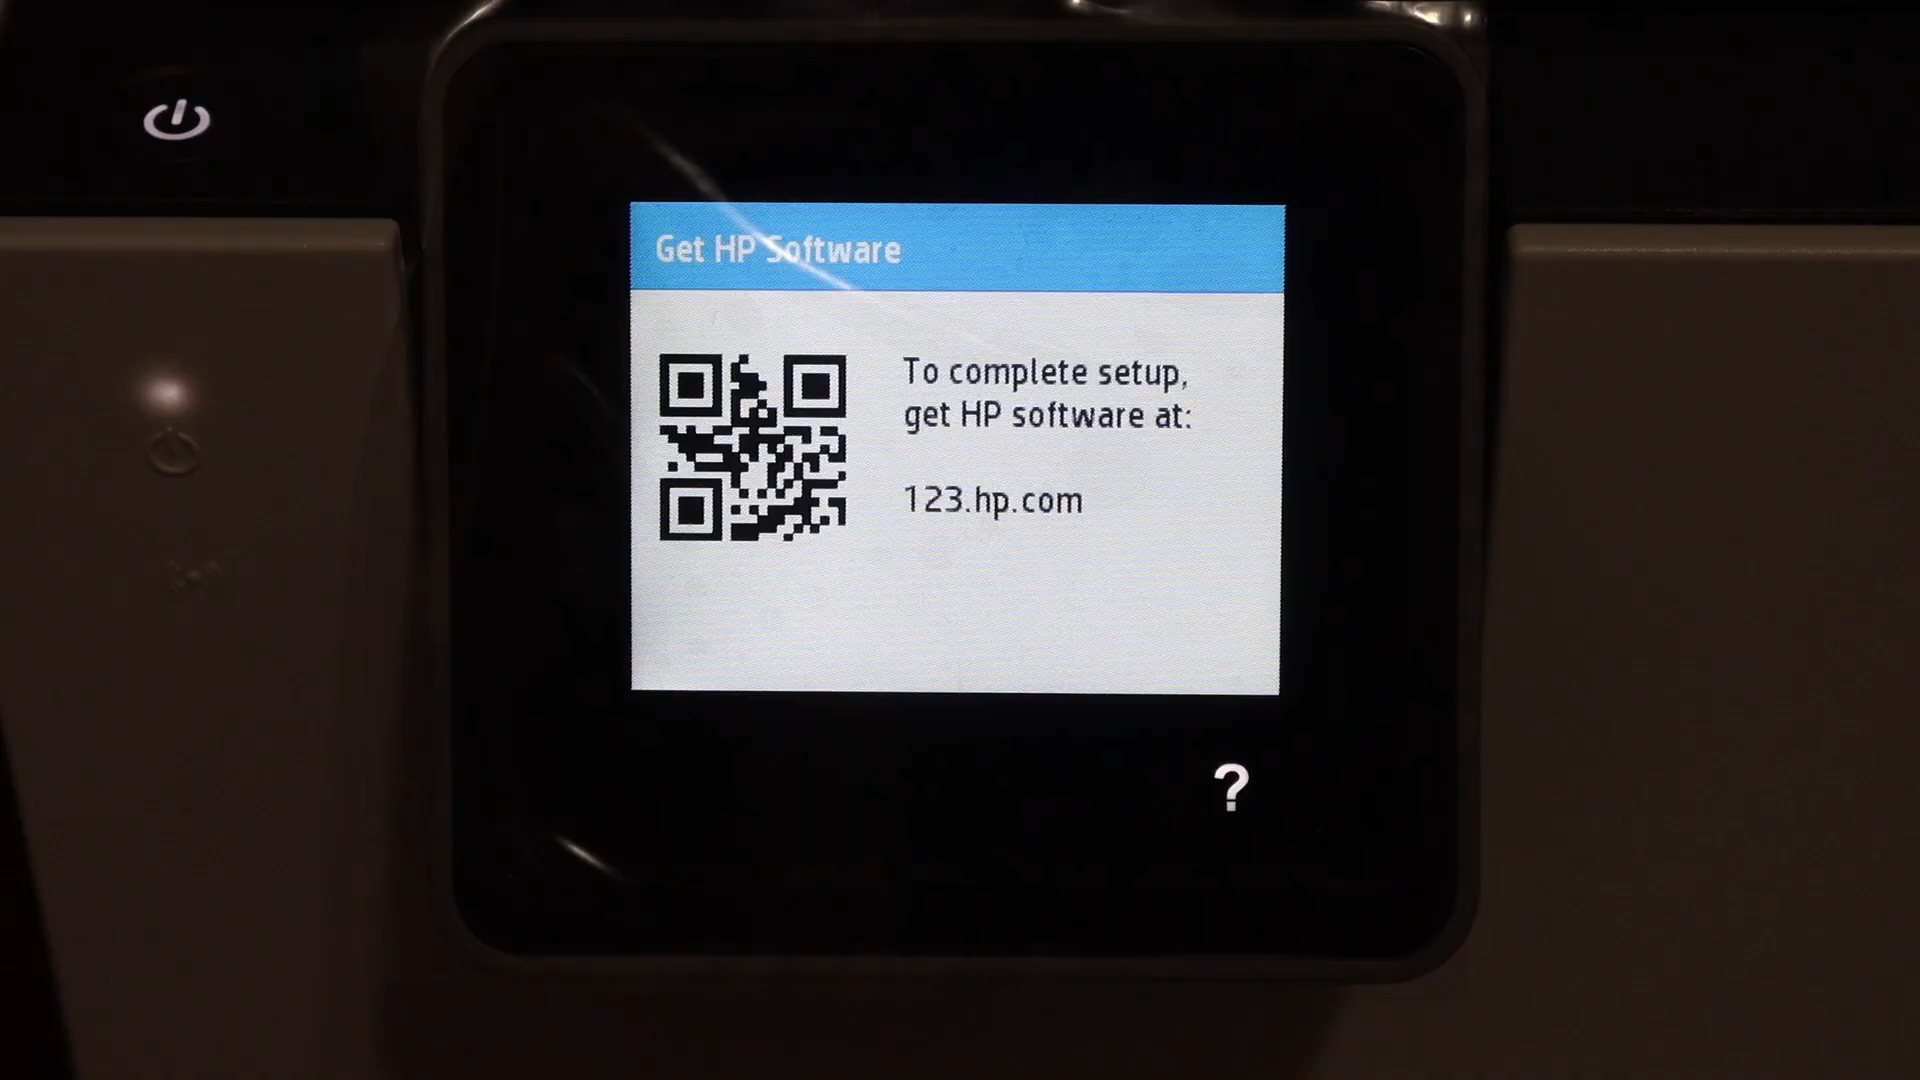 Get HP Software
To complete setup,
get HP software at:
123.hp.com
?